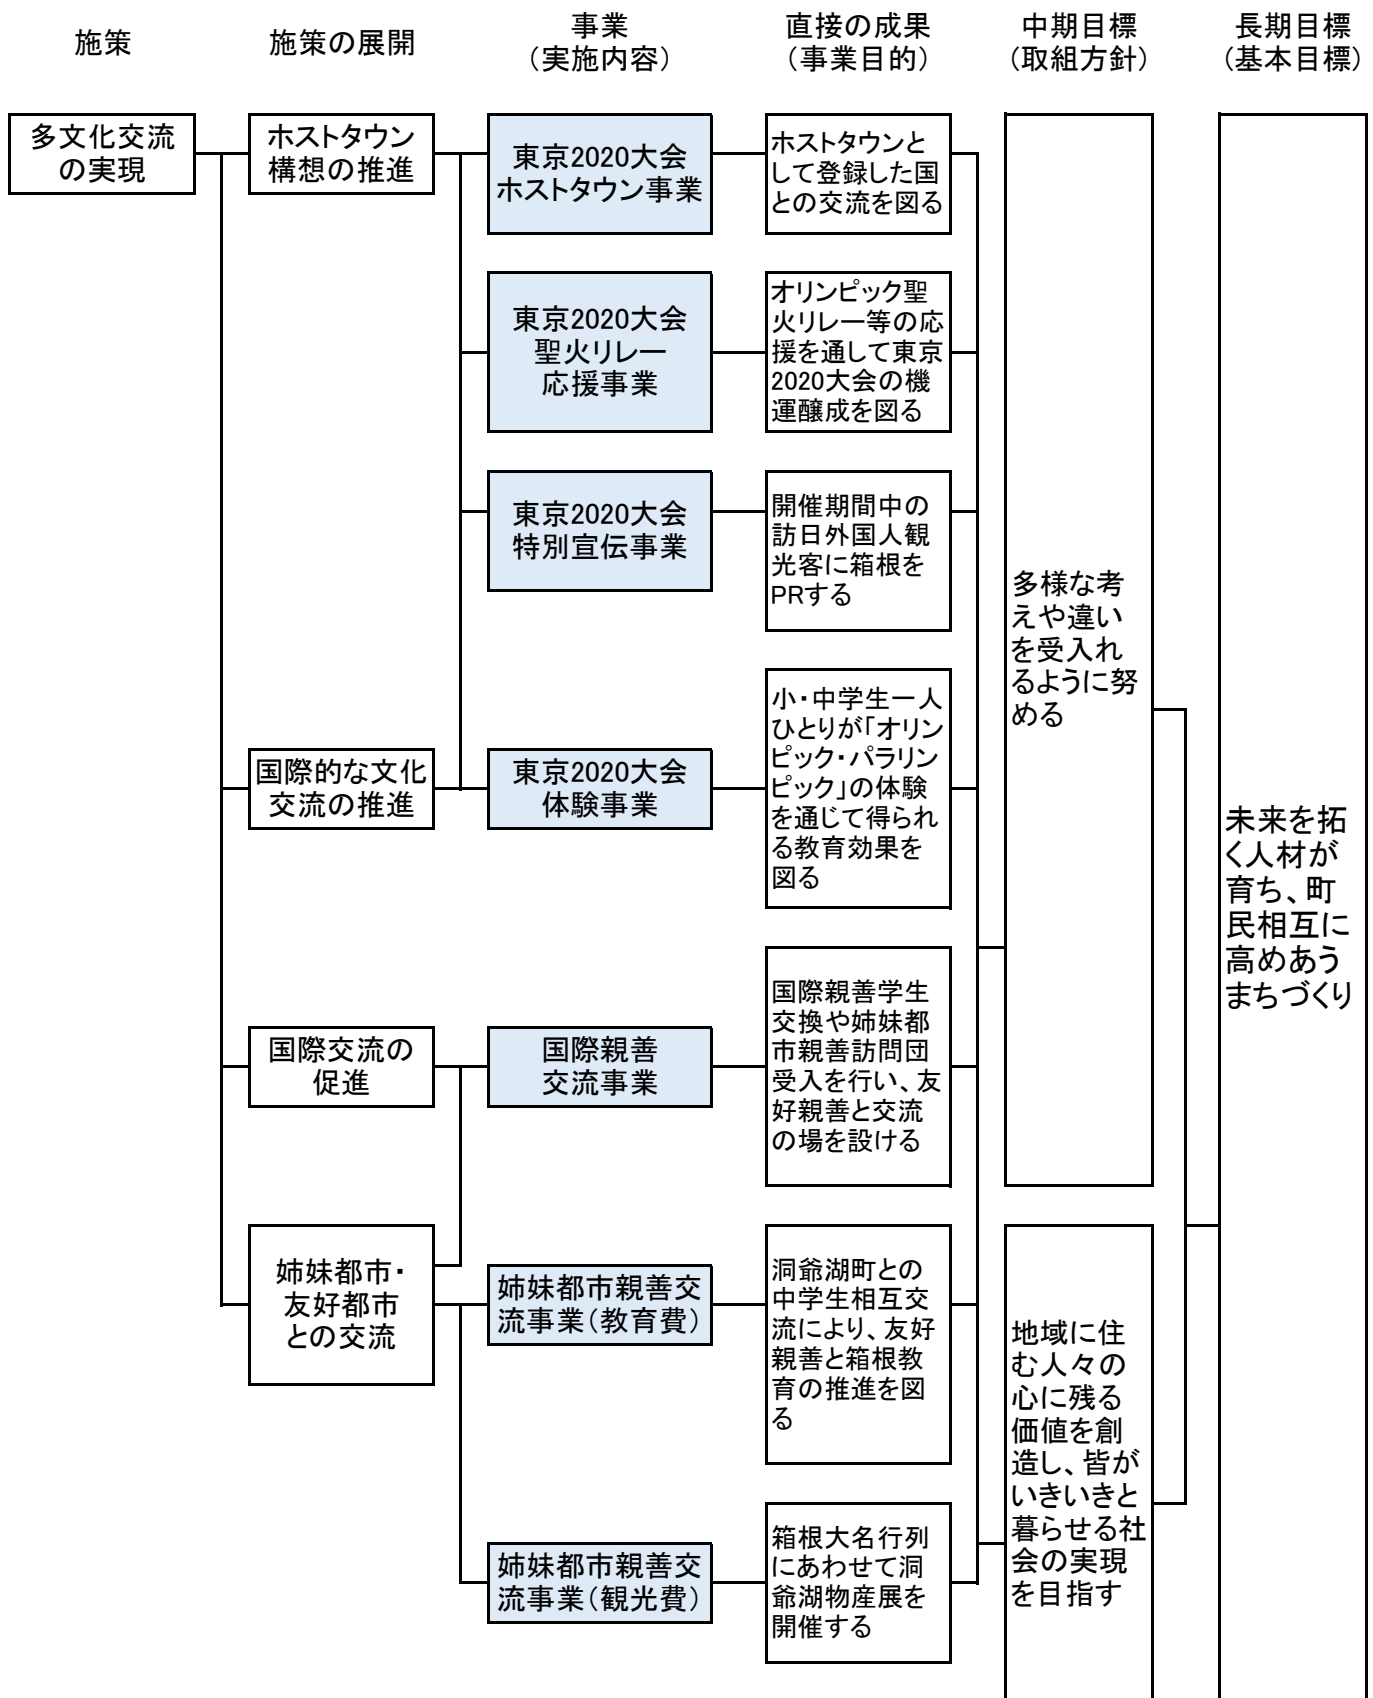 施策
施策の展開
事業
（実施内容）
直接の成果
（事業目的）
中期目標
（取組方針）
長期目標
（基本目標）
多文化交流
の実現
ホストタウン
構想の推進
東京2020大会
ホストタウン事業
ホストタウンと
して登録した国
との交流を図る
東京2020大会
聖火リレー
応援事業
オリンピック聖
火リレー等の応
援を通して東京
2020大会の機
運醸成を図る
東京2020大会
特別宣伝事業
開催期間中の
訪日外国人観
光客に箱根を
PRする
国際的な文化
交流の推進
東京2020大会
体験事業
小・中学生一人
ひとりが「オリン
ピック・パラリン
ピック」の体験
を通じて得られ
る教育効果を
図る
国際交流の
促進
国際親善
交流事業
国際親善学生
交換や姉妹都
市親善訪問団
受入を行い、友
好親善と交流
の場を設ける
姉妹都市・
友好都市
との交流
姉妹都市親善交
流事業（教育費）
洞爺湖町との
中学生相互交
流により、友好
親善と箱根教
育の推進を図
る
姉妹都市親善交
流事業（観光費）
箱根大名行列
にあわせて洞
爺湖物産展を
開催する
多様な考
えや違い
を受入れ
るように努
める
地域に住
む人々の
心に残る
価値を創
造し、皆が
いきいきと
暮らせる社
会の実現
を目指す
未来を拓
く人材が
育ち、町
民相互に
高めあう
まちづくり